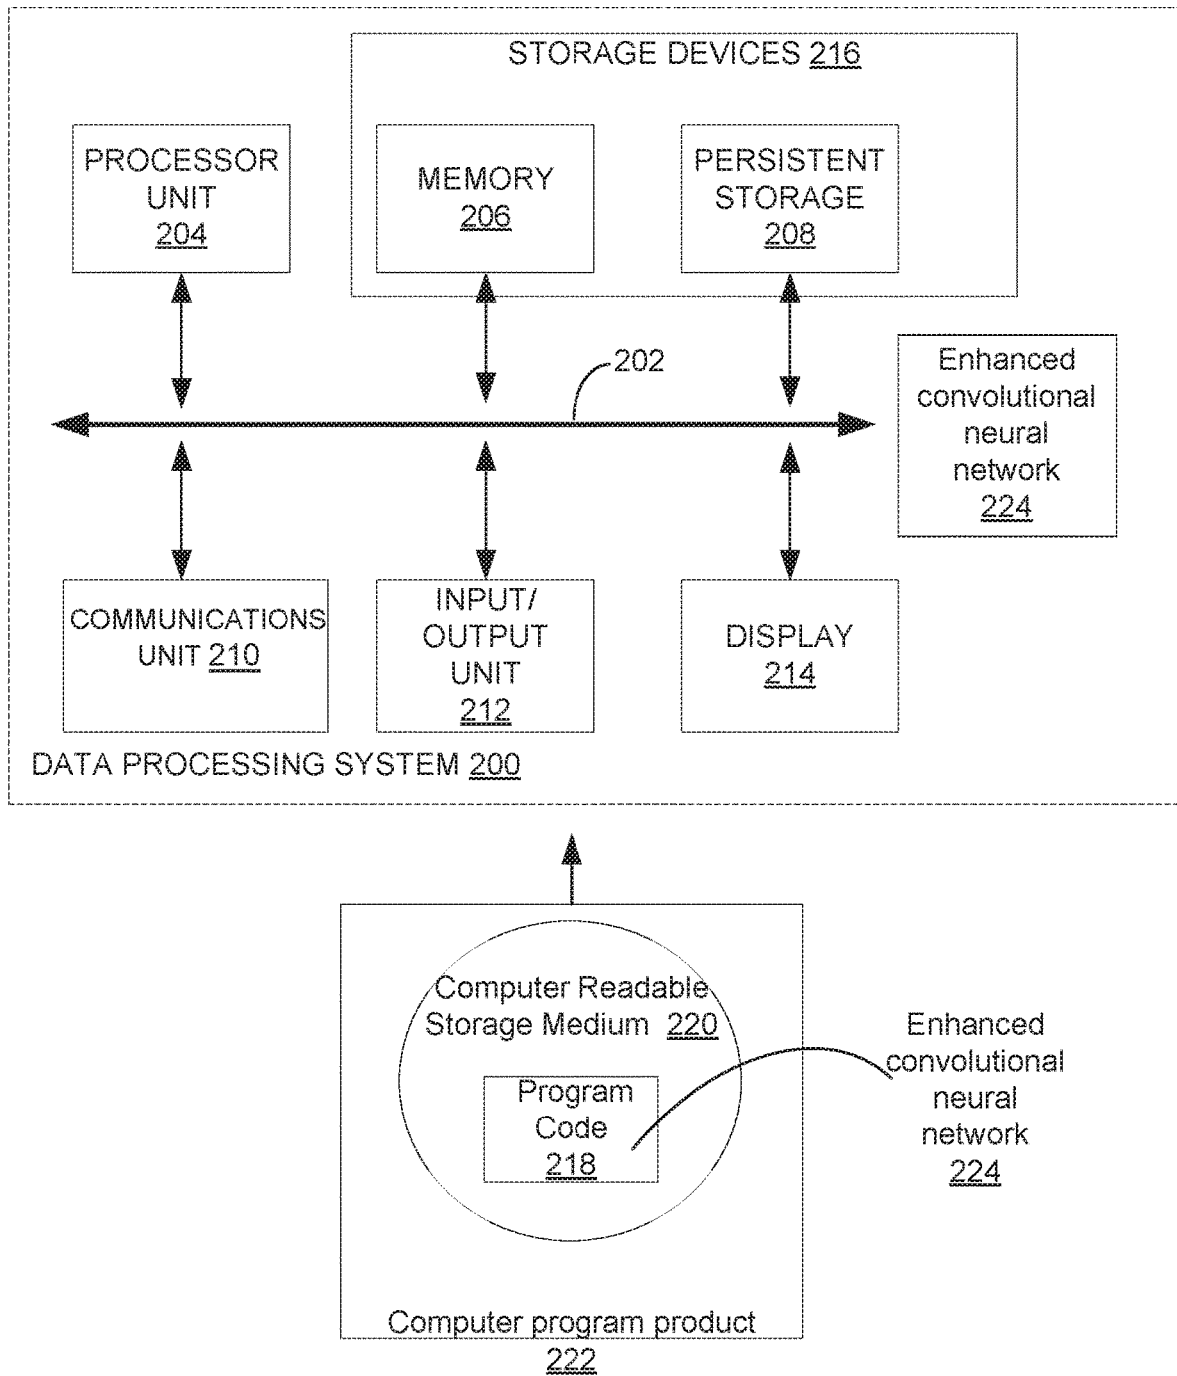 STORAGE DEVICES 216
PROCESSOR
UNIT
204
MEMORY
206
PERSISTENT
STORAGE
208
202
Enhanced
convolutional
neural
network
224
COMMUNICATIONS
UNIT 210
INPUT/
OUTPUT
UNIT
212
DISPLAY
214
DATA PROCESSING SYSTEM 200
Computer Readable
Storage Medium 220
Program
Code
218
Enhanced
convolutional
neural
network
224
Computer program product
222